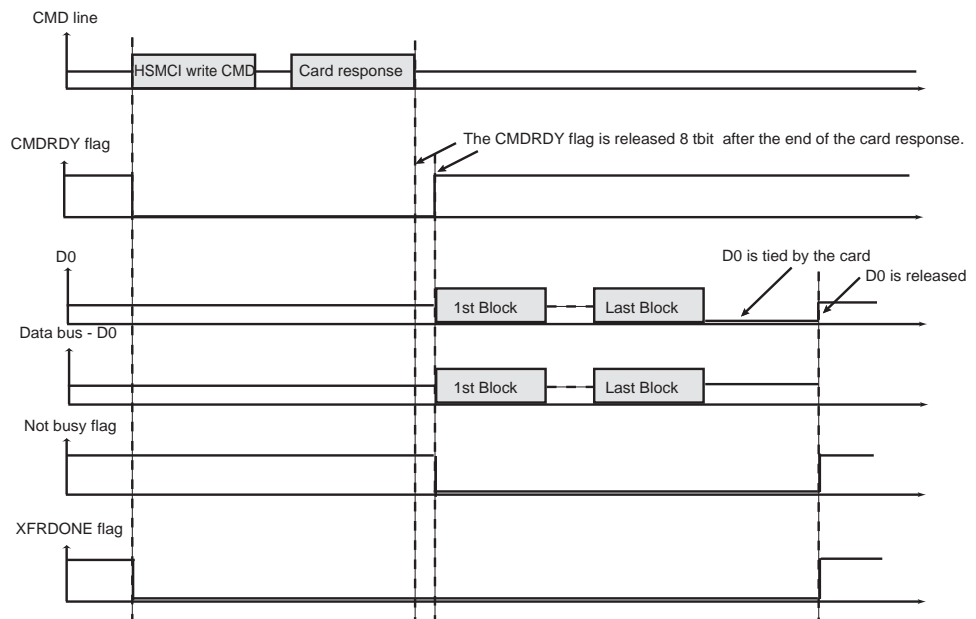 CMD line
HSMCI write CMD
Card response
CMDRDY flag
The CMDRDY flag is released 8 tbit after the end of the card response.
D0
D0 is tied by the card
D0 is released
1st Block
Last Block
Data bus - D0
1st Block
Last Block
Not busy flag
XFRDONE flag